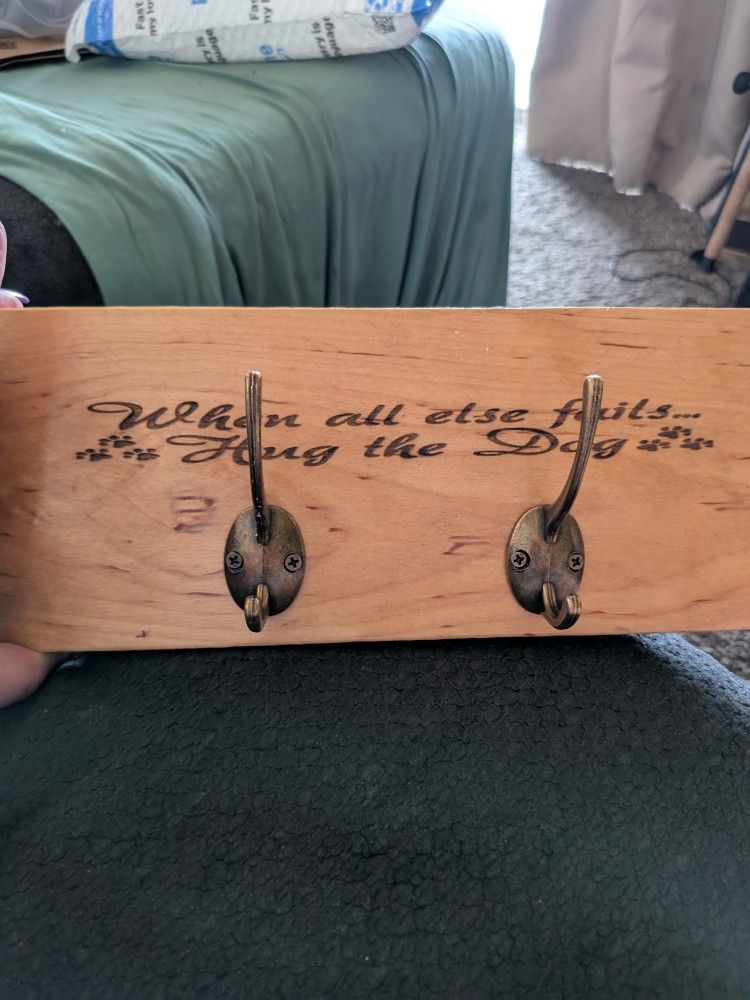 When all else fails...
Hug the Dog